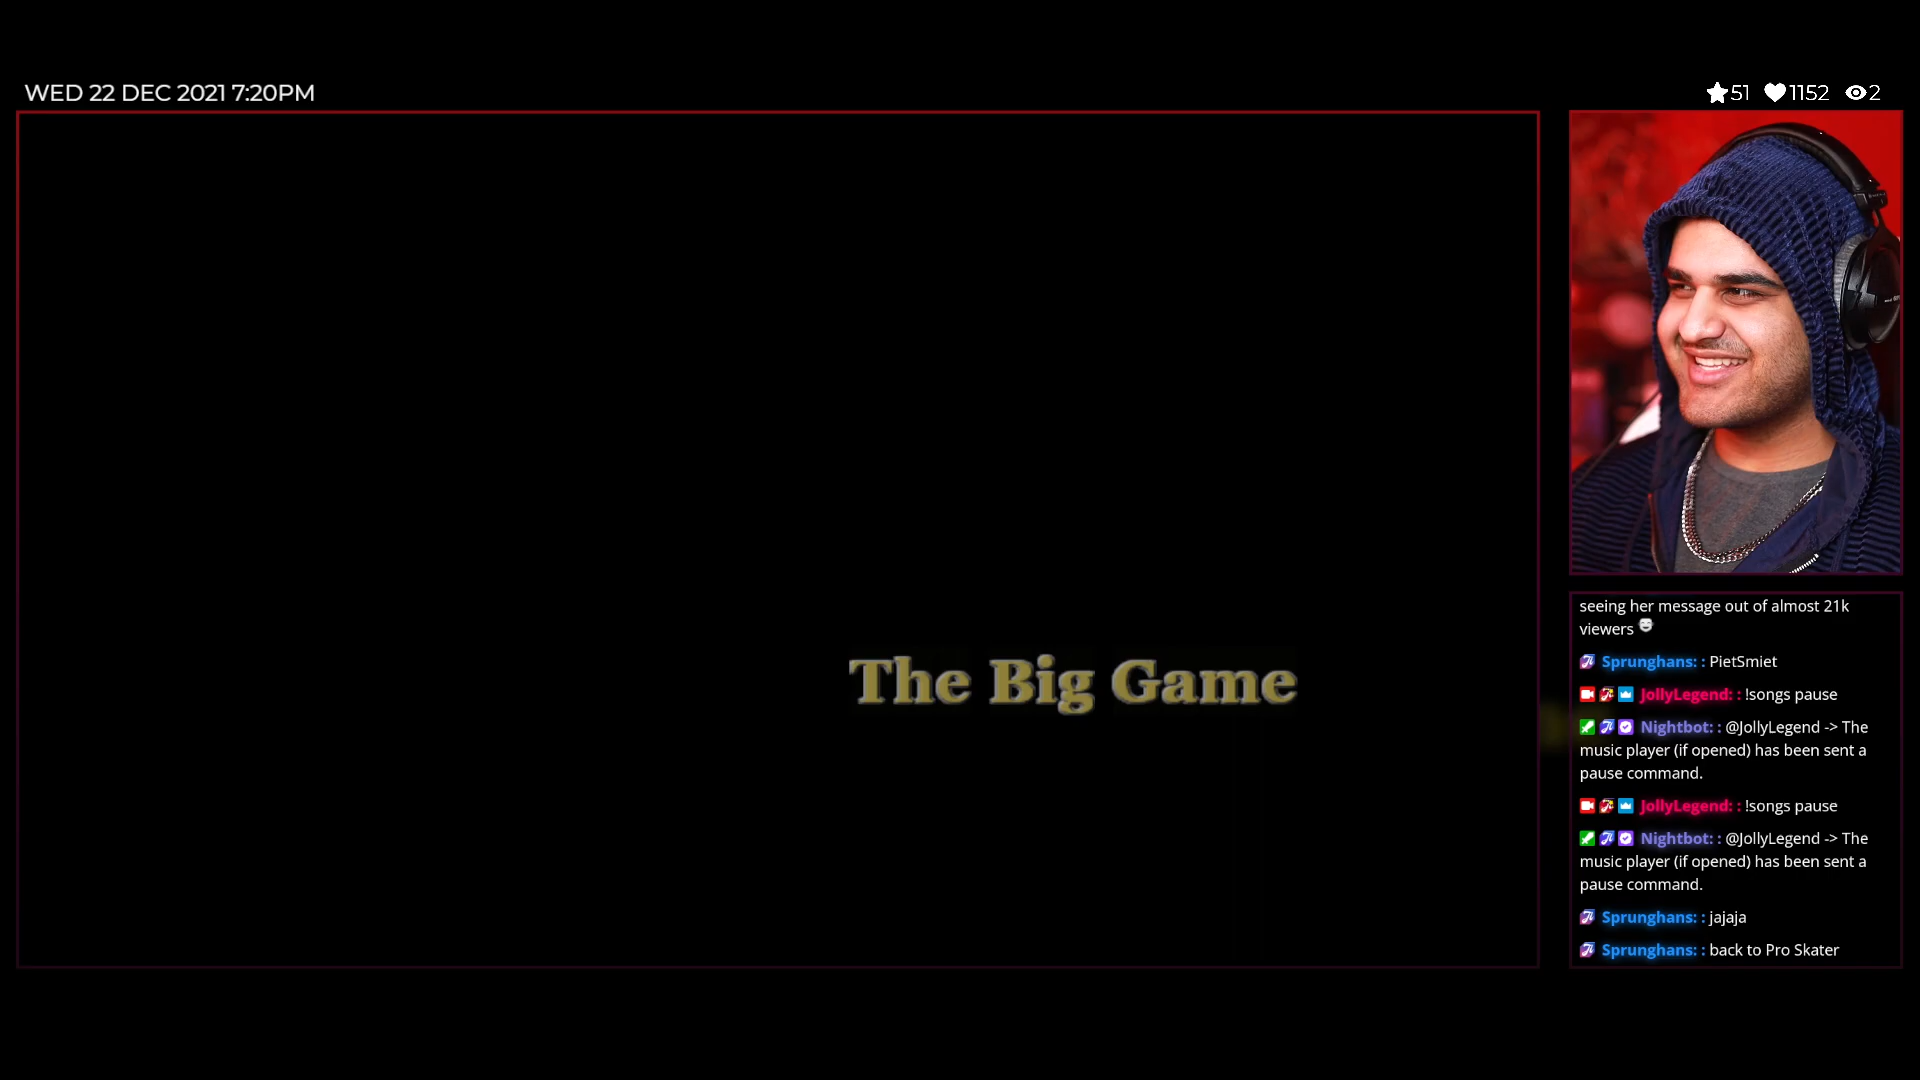 WED 22 DEC 2021 7:20PM
51 1152 2
The Big Game
seeing her message out of almost 21k
viewers
Sprunghans: : PietSmiet
JollyLegend: : !songs pause
Nightbot: : @JollyLegend -> The
music player (if opened) has been sent a
pause command.
JollyLegend: : !songs pause
Nightbot: : @JollyLegend -> The
music player (if opened) has been sent a
pause command.
Sprunghans: : jajaja
Sprunghans: : back to Pro Skater